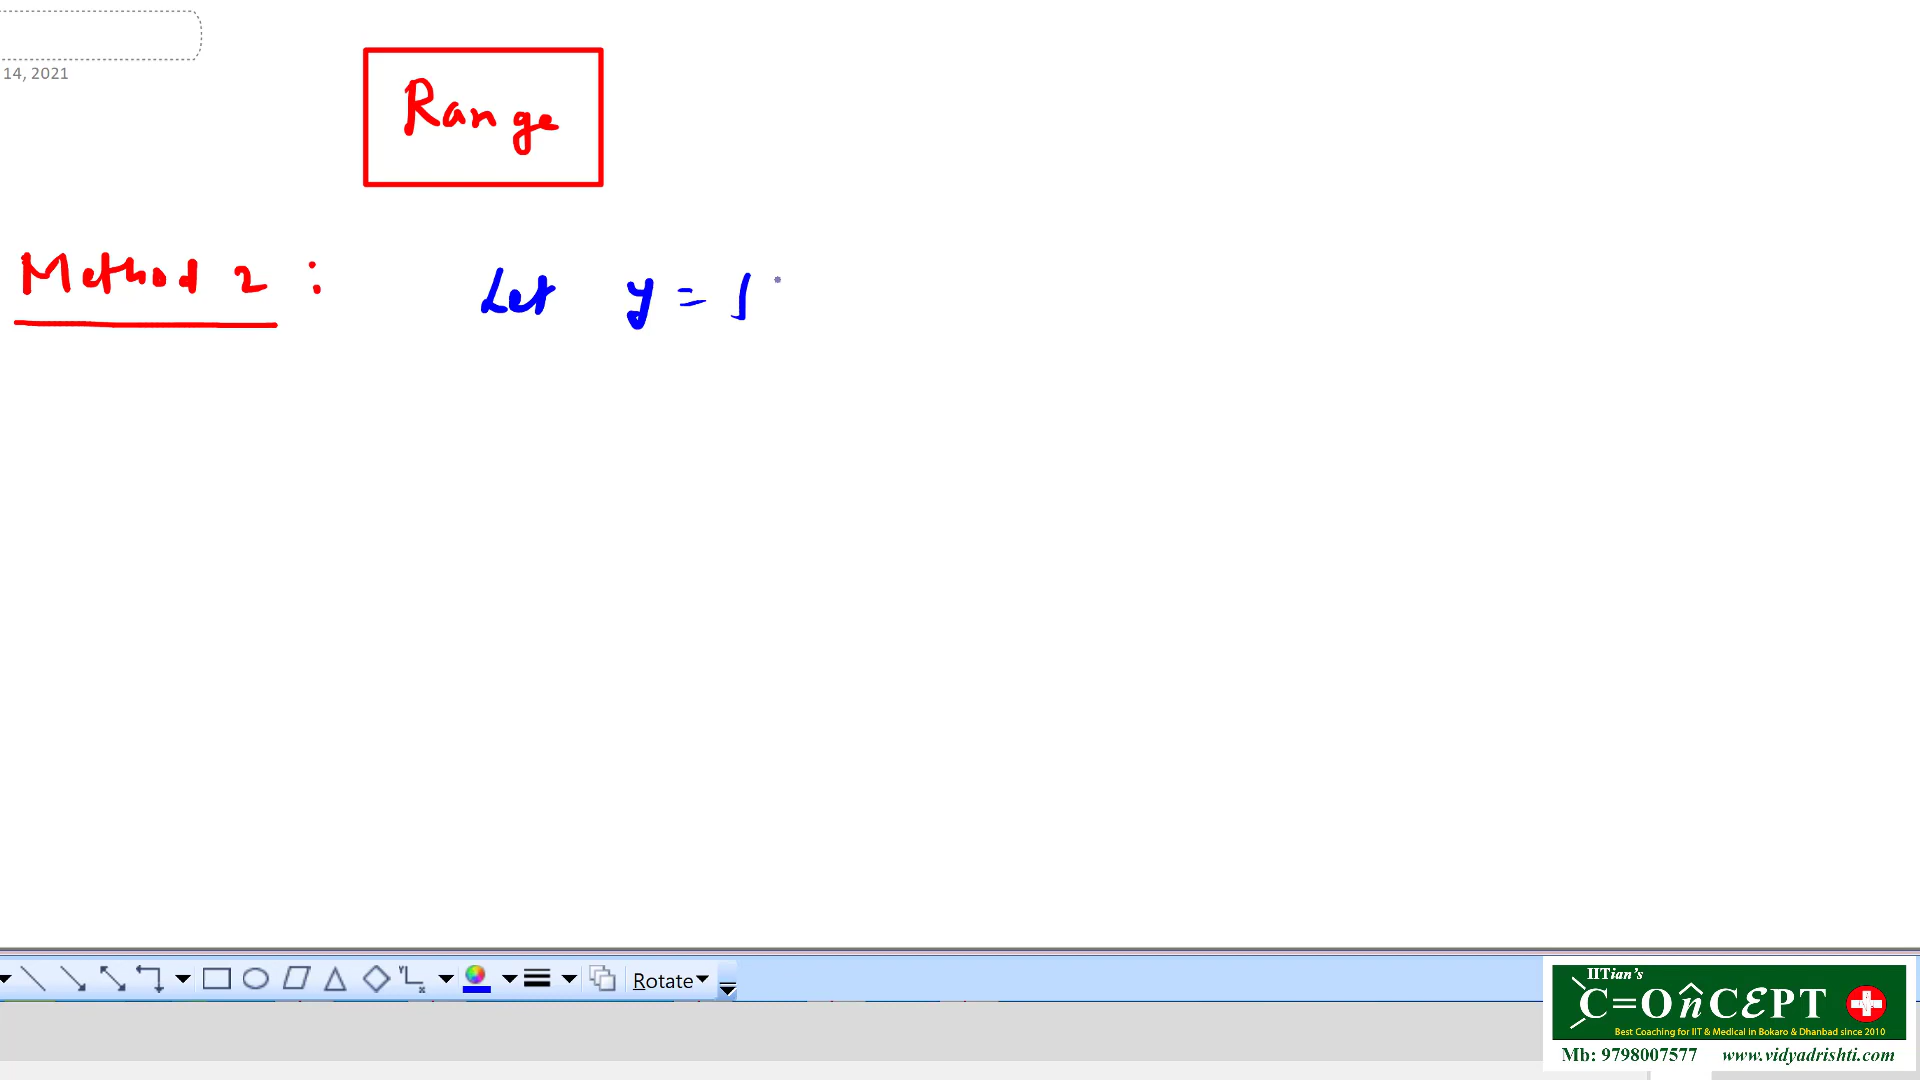 14, 2021
Range
Method 2 : Let y = f
Rotate
IITian's
C=OnCEPT
Best Coaching for IIT & Medical in Bokaro & Dhanbad since 2010
Mb: 9798007577 www.vidyadrishti.com